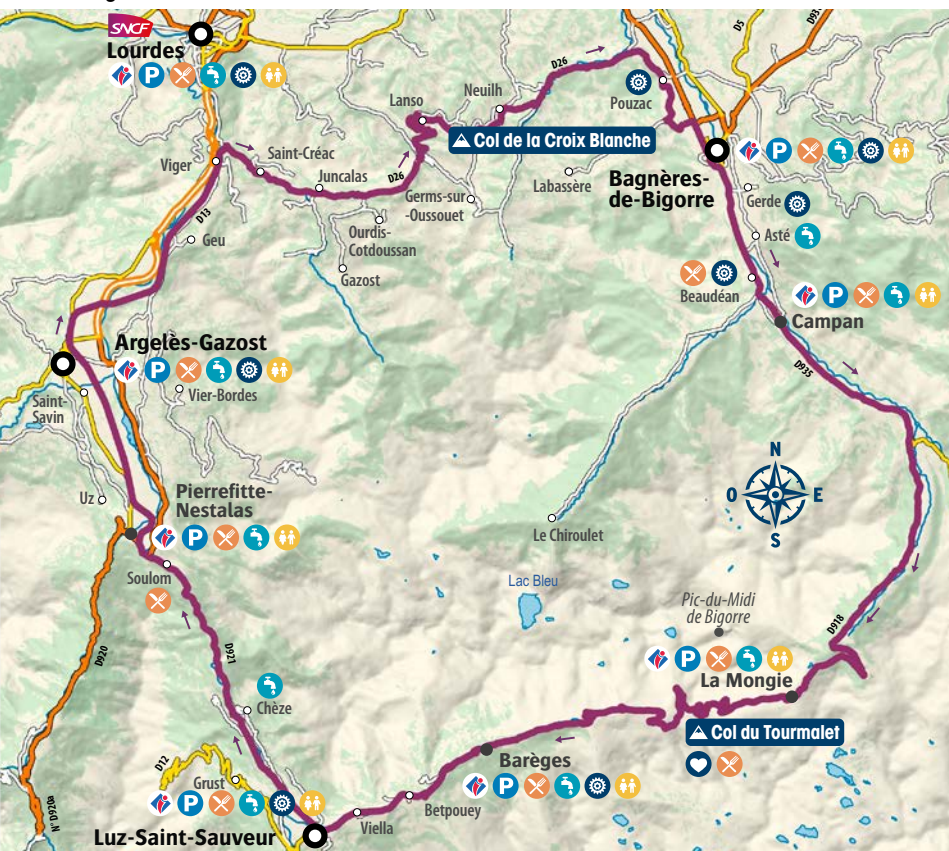 SNCF
Lourdes
P
D5
D93
D26
Pouzac
Neuilh
Lanso
Col de la Croix Blanche
Viger
Saint-Créac
Juncalas
D26
Germs-sur
-Oussouet
Labassère
Bagnères-
de-Bigorre
P
Gerde
Asté
D13
Geu
Ourdis-
Cotdoussan
Gazost
Beaudéan
P
Campan
Argelès-Gazost
P
Vier-Bordes
Saint-
Savin
D935
Uz
Pierrefitte-
Nestalas
P
N
O
E
S
Le Chiroulet
Soulom
Lac Bleu
Pic-du-Midi
de Bigorre
D918
D920
D921
P
La Mongie
Chèze
Col du Tourmalet
Barèges
P
D12
Grust
P
Betpouey
Viella
Luz-Saint-Sauveur
N° D920a